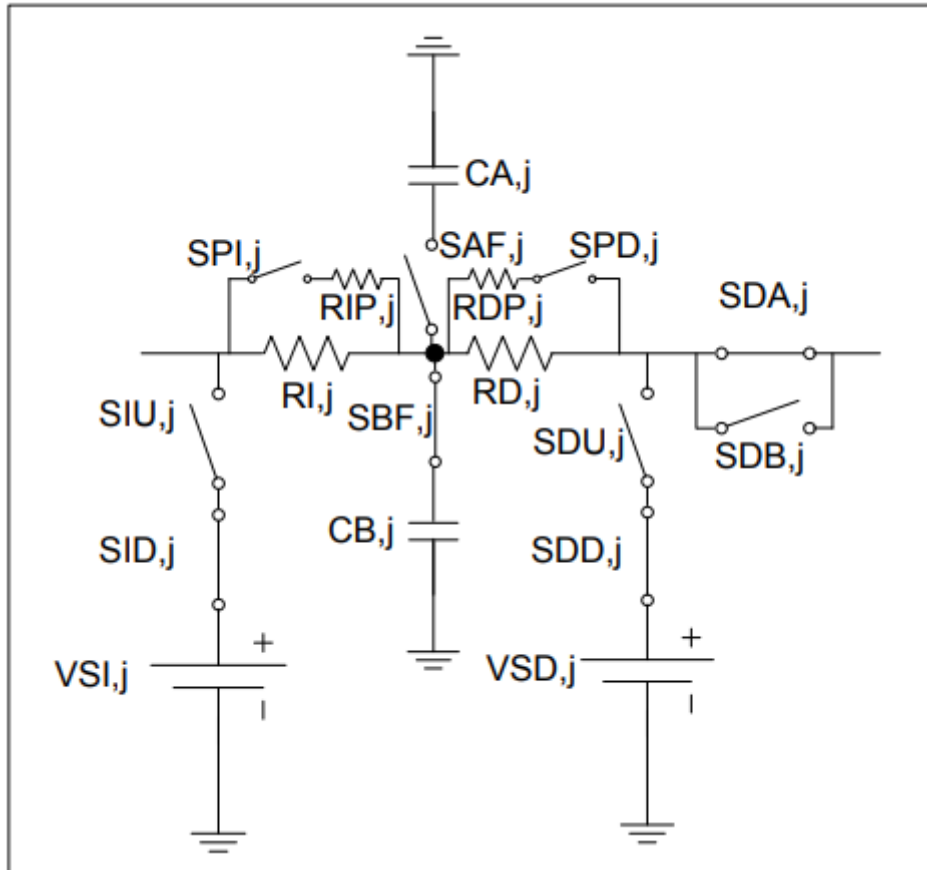 CA,j
SPI,j
SAF,j
SPD,j
RIP,j
RDP,j
SDA,j
RI,j
RD,j
SIU,j
SBF,j
SDU,j
SDB,j
CB,j
SID,j
SDD,j
+
+
VSI,j
VSD,j